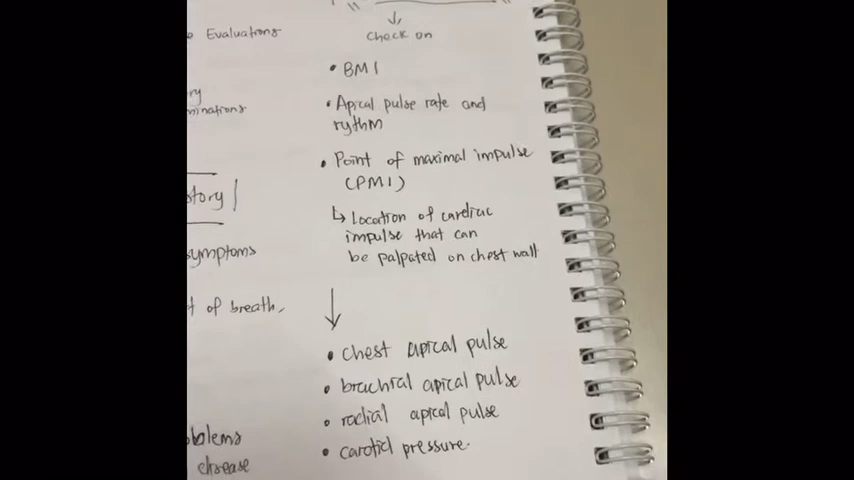 Evaluations
symptoms
of breath,
disease
check on
• BMI
• Apical pulse rate and
rythm
• Point of maximal impulse
(PMI)
↳ Location of cardiac
impulse that can
be palpated on chest wall
• chest apical pulse
• brachial apical pulse
• radial apical pulse
• carotid pressure.